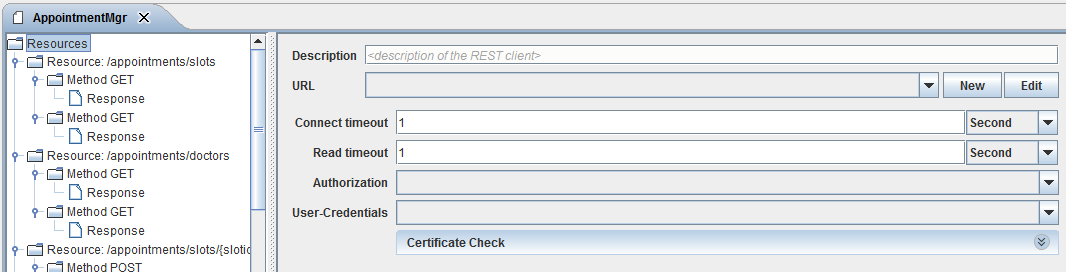 AppointmentMgr
Resources
Resource: /appointments/slots
Method GET
Response
Method GET
Response
Resource: /appointments/doctors
Method GET
Response
Method GET
Response
Resource: /appointments/slots/{slotic
Method POST
Description <description of the REST client>
URL New Edit
Connect timeout 1 Second
Read timeout 1 Second
Authorization
User-Credentials
Certificate Check